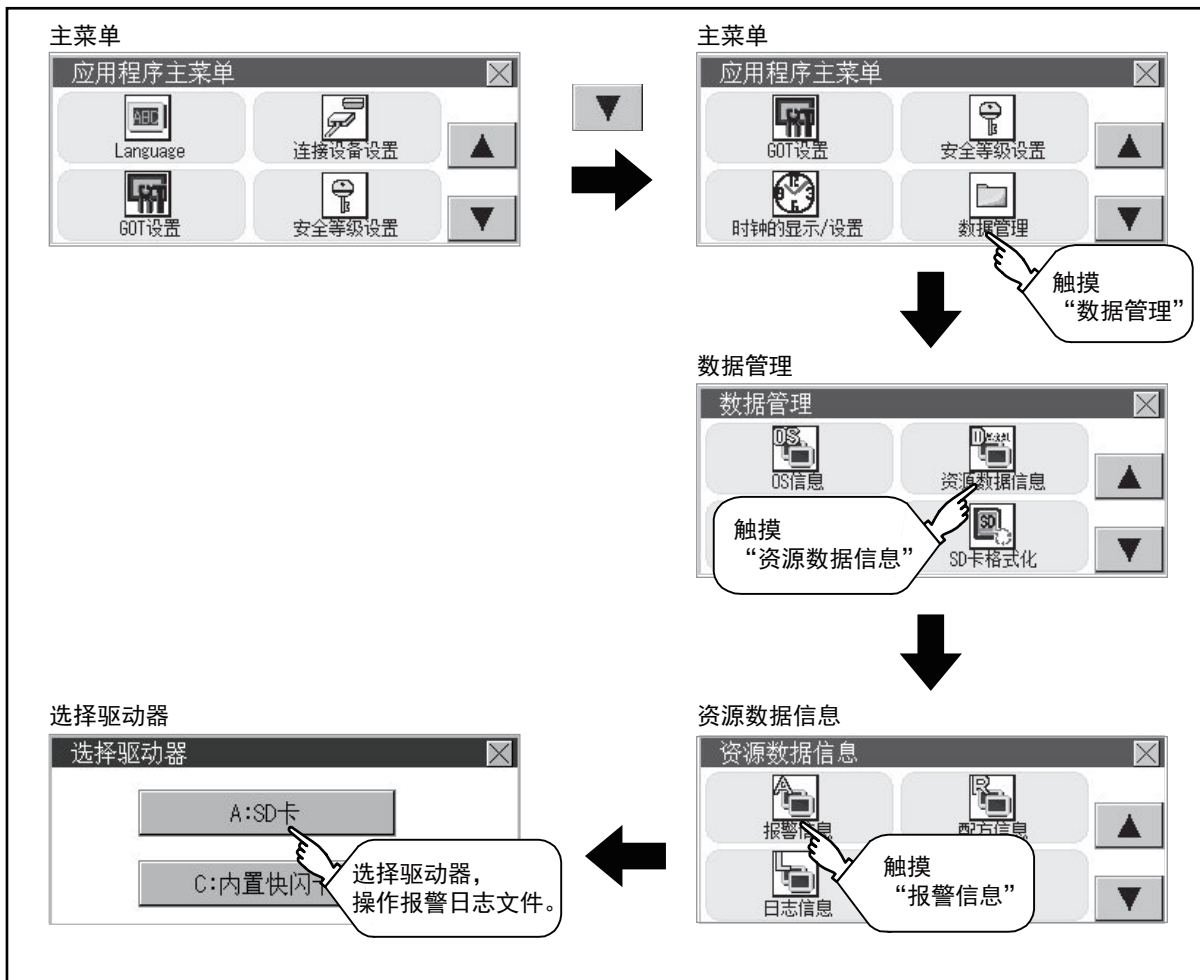 主菜单
应用程序主菜单
Language
连接设备设置
GOT设置
安全等级设置
主菜单
应用程序主菜单
GOT设置
安全等级设置
时钟的显示/设置
数据管理
触摸
“数据管理”
数据管理
数据管理
OS信息
资源数据信息
触摸
“资源数据信息”
SD卡格式化
资源数据信息
资源数据信息
报警信息
配方信息
日志信息
触摸
“报警信息”
选择驱动器
选择驱动器
A:SD卡
C:内置快闪
选择驱动器，
操作报警日志文件。